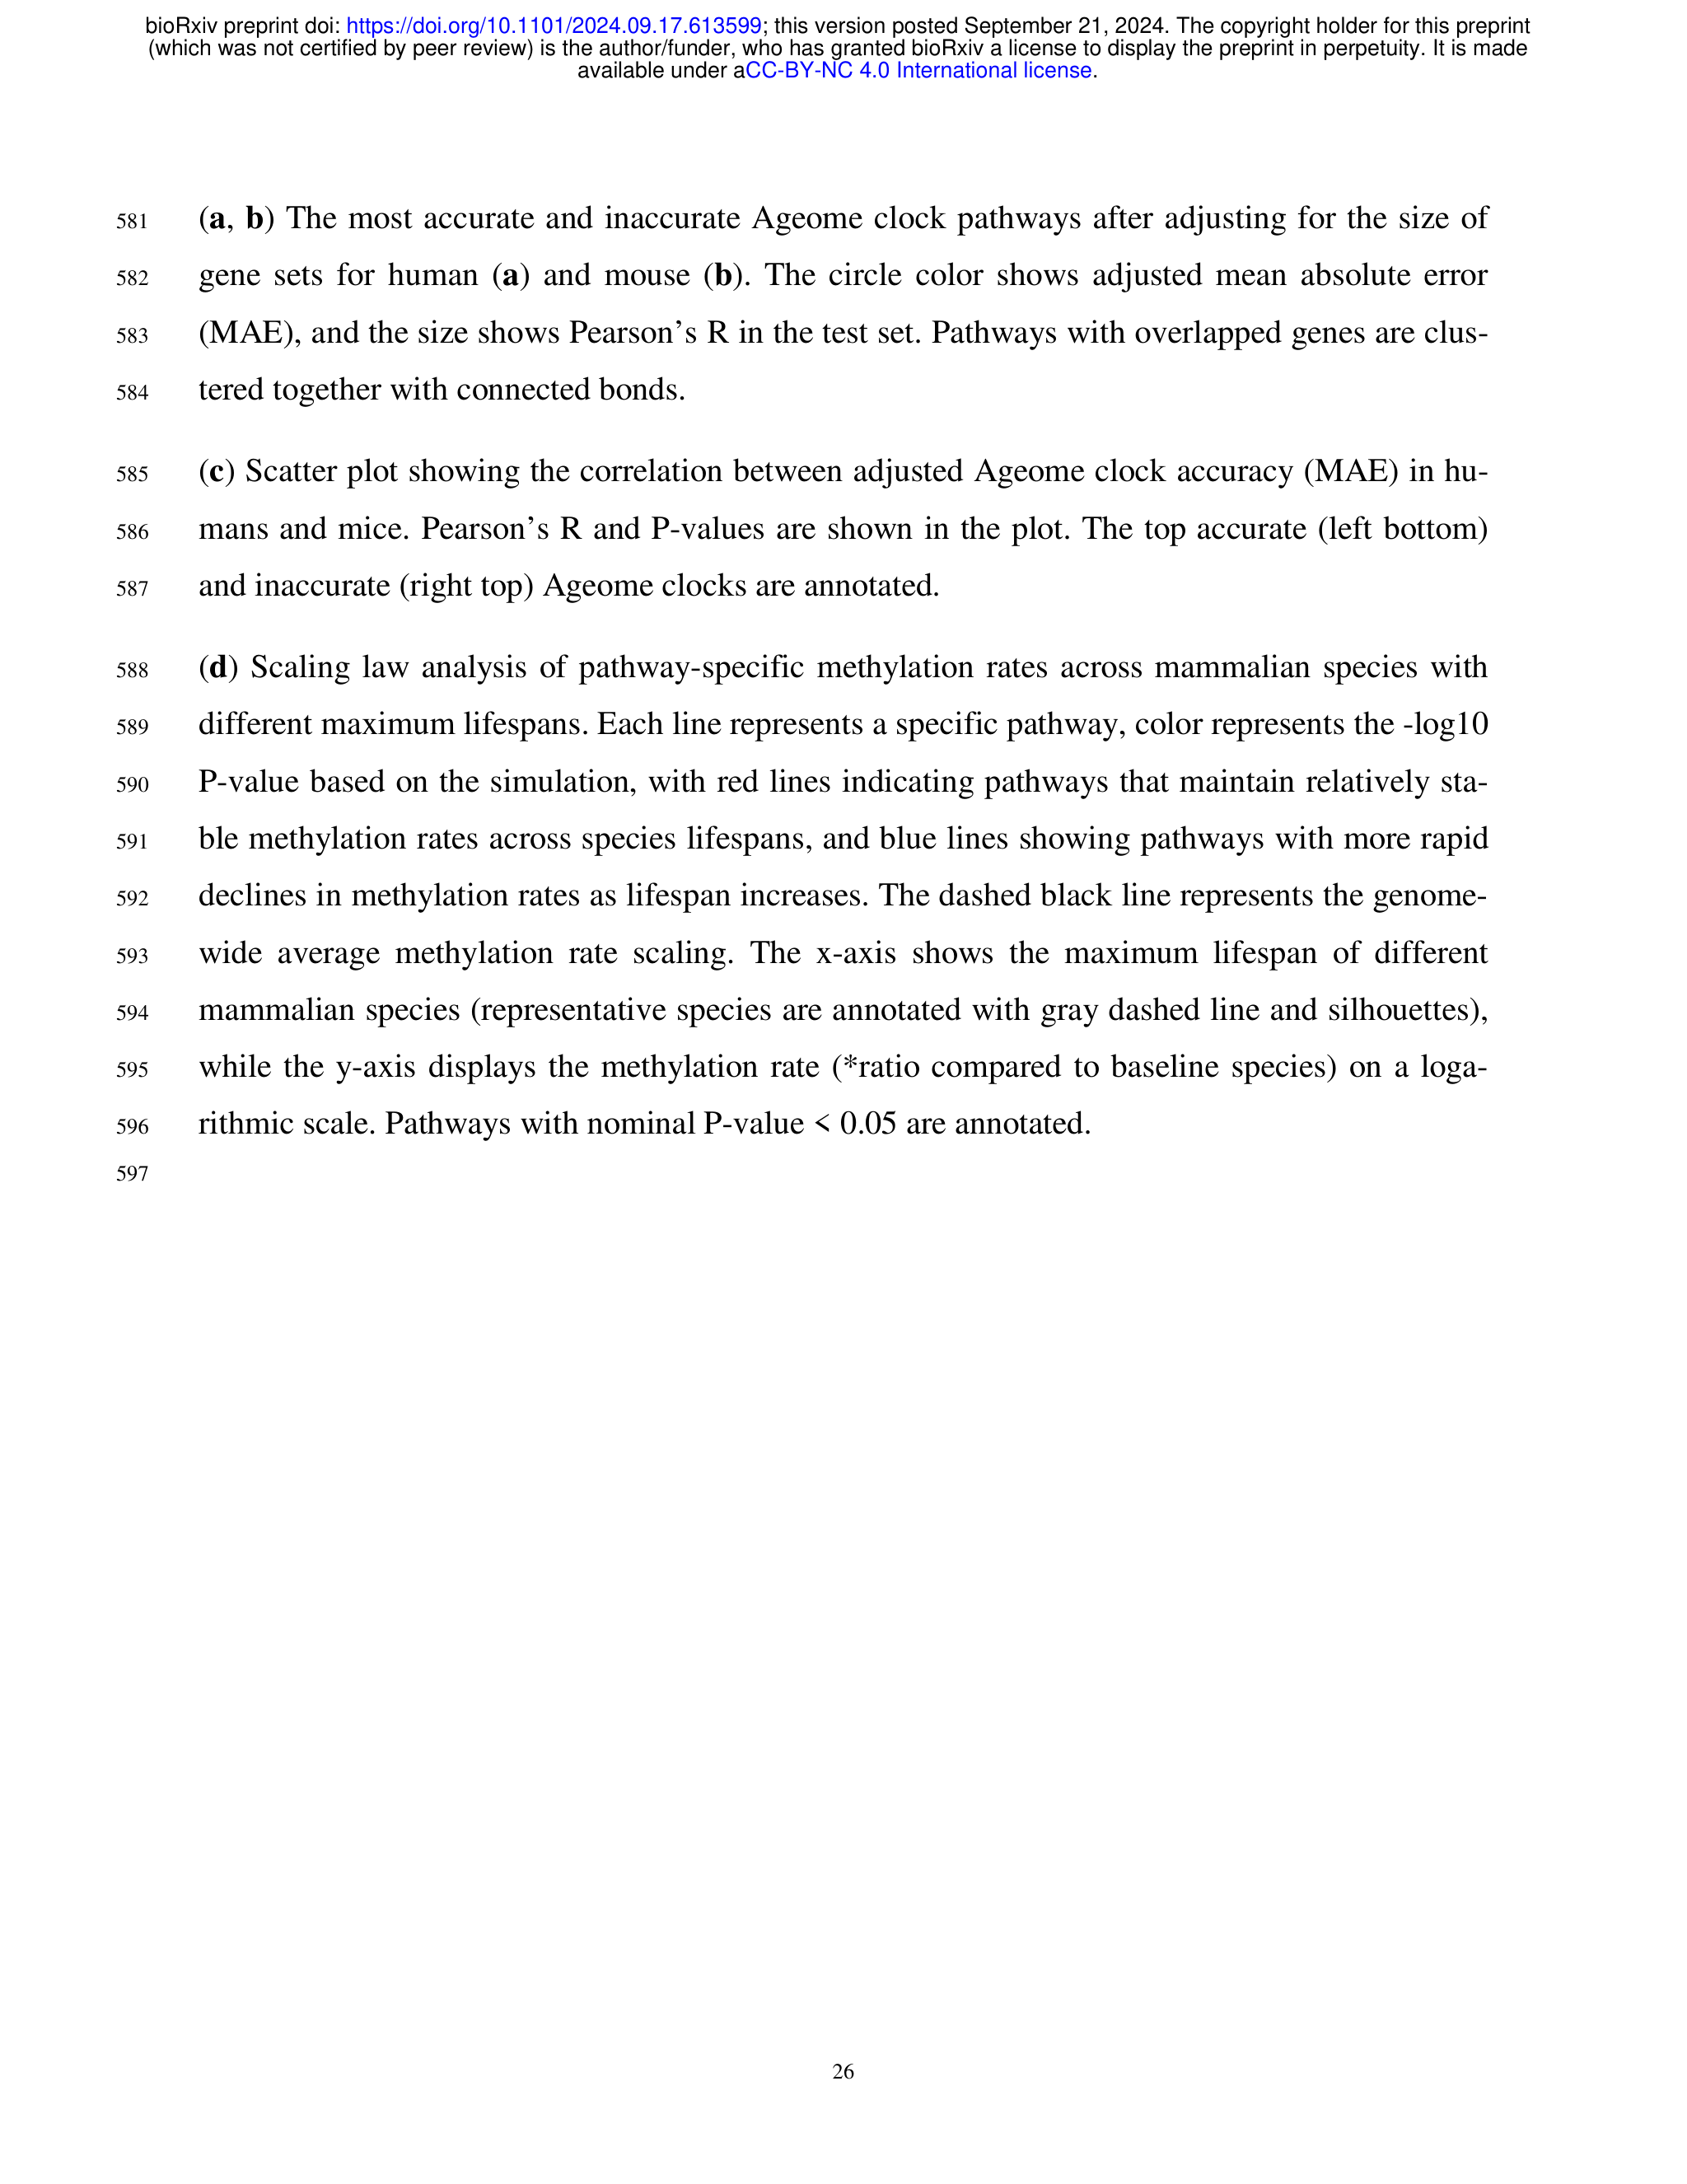 bioRxiv preprint doi: https://doi.org/10.1101/2024.09.17.613599; this version posted September 21, 2024. The copyright holder for this preprint
(which was not certified by peer review) is the author/funder, who has granted bioRxiv a license to display the preprint in perpetuity. It is made
available under aCC-BY-NC 4.0 International license.
581 (a, b) The most accurate and inaccurate Ageome clock pathways after adjusting for the size of
582 gene sets for human (a) and mouse (b). The circle color shows adjusted mean absolute error
583 (MAE), and the size shows Pearson's R in the test set. Pathways with overlapped genes are clus-
584 tered together with connected bonds.
585 (c) Scatter plot showing the correlation between adjusted Ageome clock accuracy (MAE) in hu-
586 mans and mice. Pearson's R and P-values are shown in the plot. The top accurate (left bottom)
587 and inaccurate (right top) Ageome clocks are annotated.
588 (d) Scaling law analysis of pathway-specific methylation rates across mammalian species with
589 different maximum lifespans. Each line represents a specific pathway, color represents the -log10
590 P-value based on the simulation, with red lines indicating pathways that maintain relatively sta-
591 ble methylation rates across species lifespans, and blue lines showing pathways with more rapid
592 declines in methylation rates as lifespan increases. The dashed black line represents the genome-
593 wide average methylation rate scaling. The x-axis shows the maximum lifespan of different
594 mammalian species (representative species are annotated with gray dashed line and silhouettes),
595 while the y-axis displays the methylation rate (*ratio compared to baseline species) on a loga-
596 rithmic scale. Pathways with nominal P-value < 0.05 are annotated.
597
26